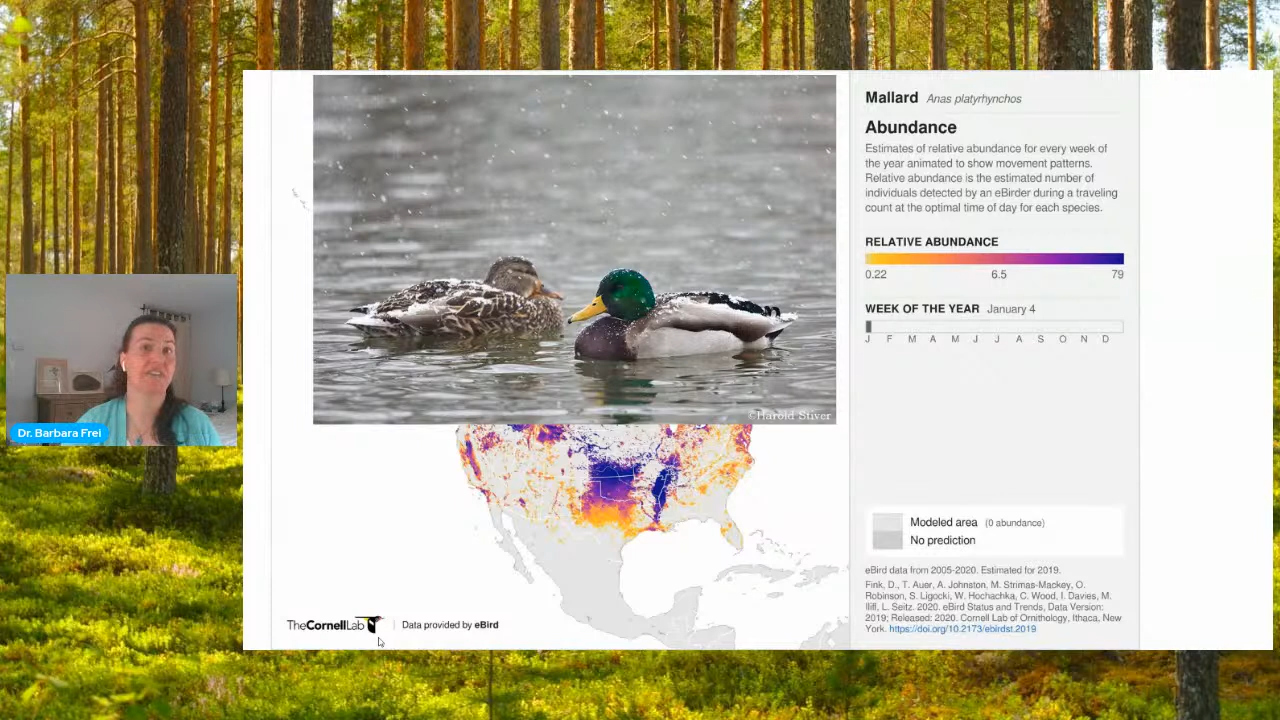 Mallard Anas platyrhynchos
Abundance
Estimates of relative abundance for every week of
the year animated to show movement patterns.
Relative abundance is the estimated number of
individuals detected by an eBirder during a traveling
count at the optimal time of day for each species.
RELATIVE ABUNDANCE
0.22 6.5 79
WEEK OF THE YEAR January 4
J F M A M J J A S O N D
©Harold Stiver
Dr. Barbara Frei
Modeled area (0 abundance)
No prediction
eBird data from 2005-2020. Estimated for 2019.
Fink, D., T. Auer, A. Johnston, M. Strimas-Mackey, O.
Robinson, S. Ligocki, W. Hochachka, C. Wood, I. Davies, M.
Iliff, L. Seitz. 2020. eBird Status and Trends, Data Version:
2019; Released: 2020. Cornell Lab of Ornithology, Ithaca, New
York. https://doi.org/10.2173/ebirdst.2019
TheCornellLab
Data provided by eBird